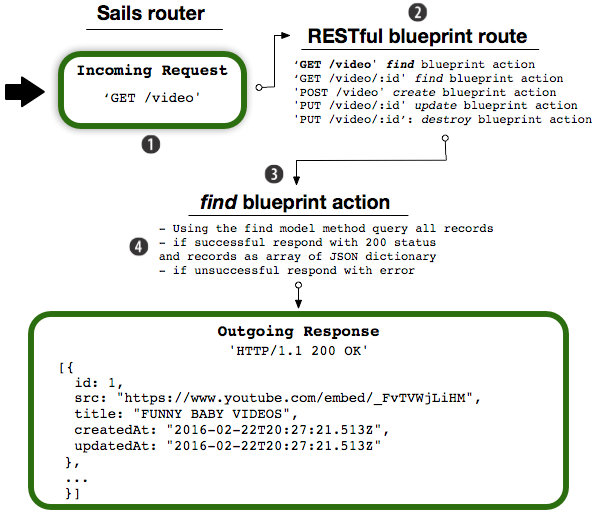 Sails router
Incoming Request
‘GET /video'
1
2
RESTful blueprint route
‘GET /video' find blueprint action
‘GET /video/:id' find blueprint action
'POST /video' create blueprint action
'PUT /video/:id' update blueprint action
'PUT /video/:id’: destroy blueprint action
3
find blueprint action
4
- Using the find model method query all records
- if successful respond with 200 status
and records as array of JSON dictionary
- if unsuccessful respond with error
Outgoing Response
'HTTP/1.1 200 OK'
[{
id: 1,
src: "https://www.youtube.com/embed/_FvTVWjLiHM",
title: "FUNNY BABY VIDEOS",
createdAt: "2016-02-22T20:27:21.513Z",
updatedAt: "2016-02-22T20:27:21.513Z"
},
...
}]